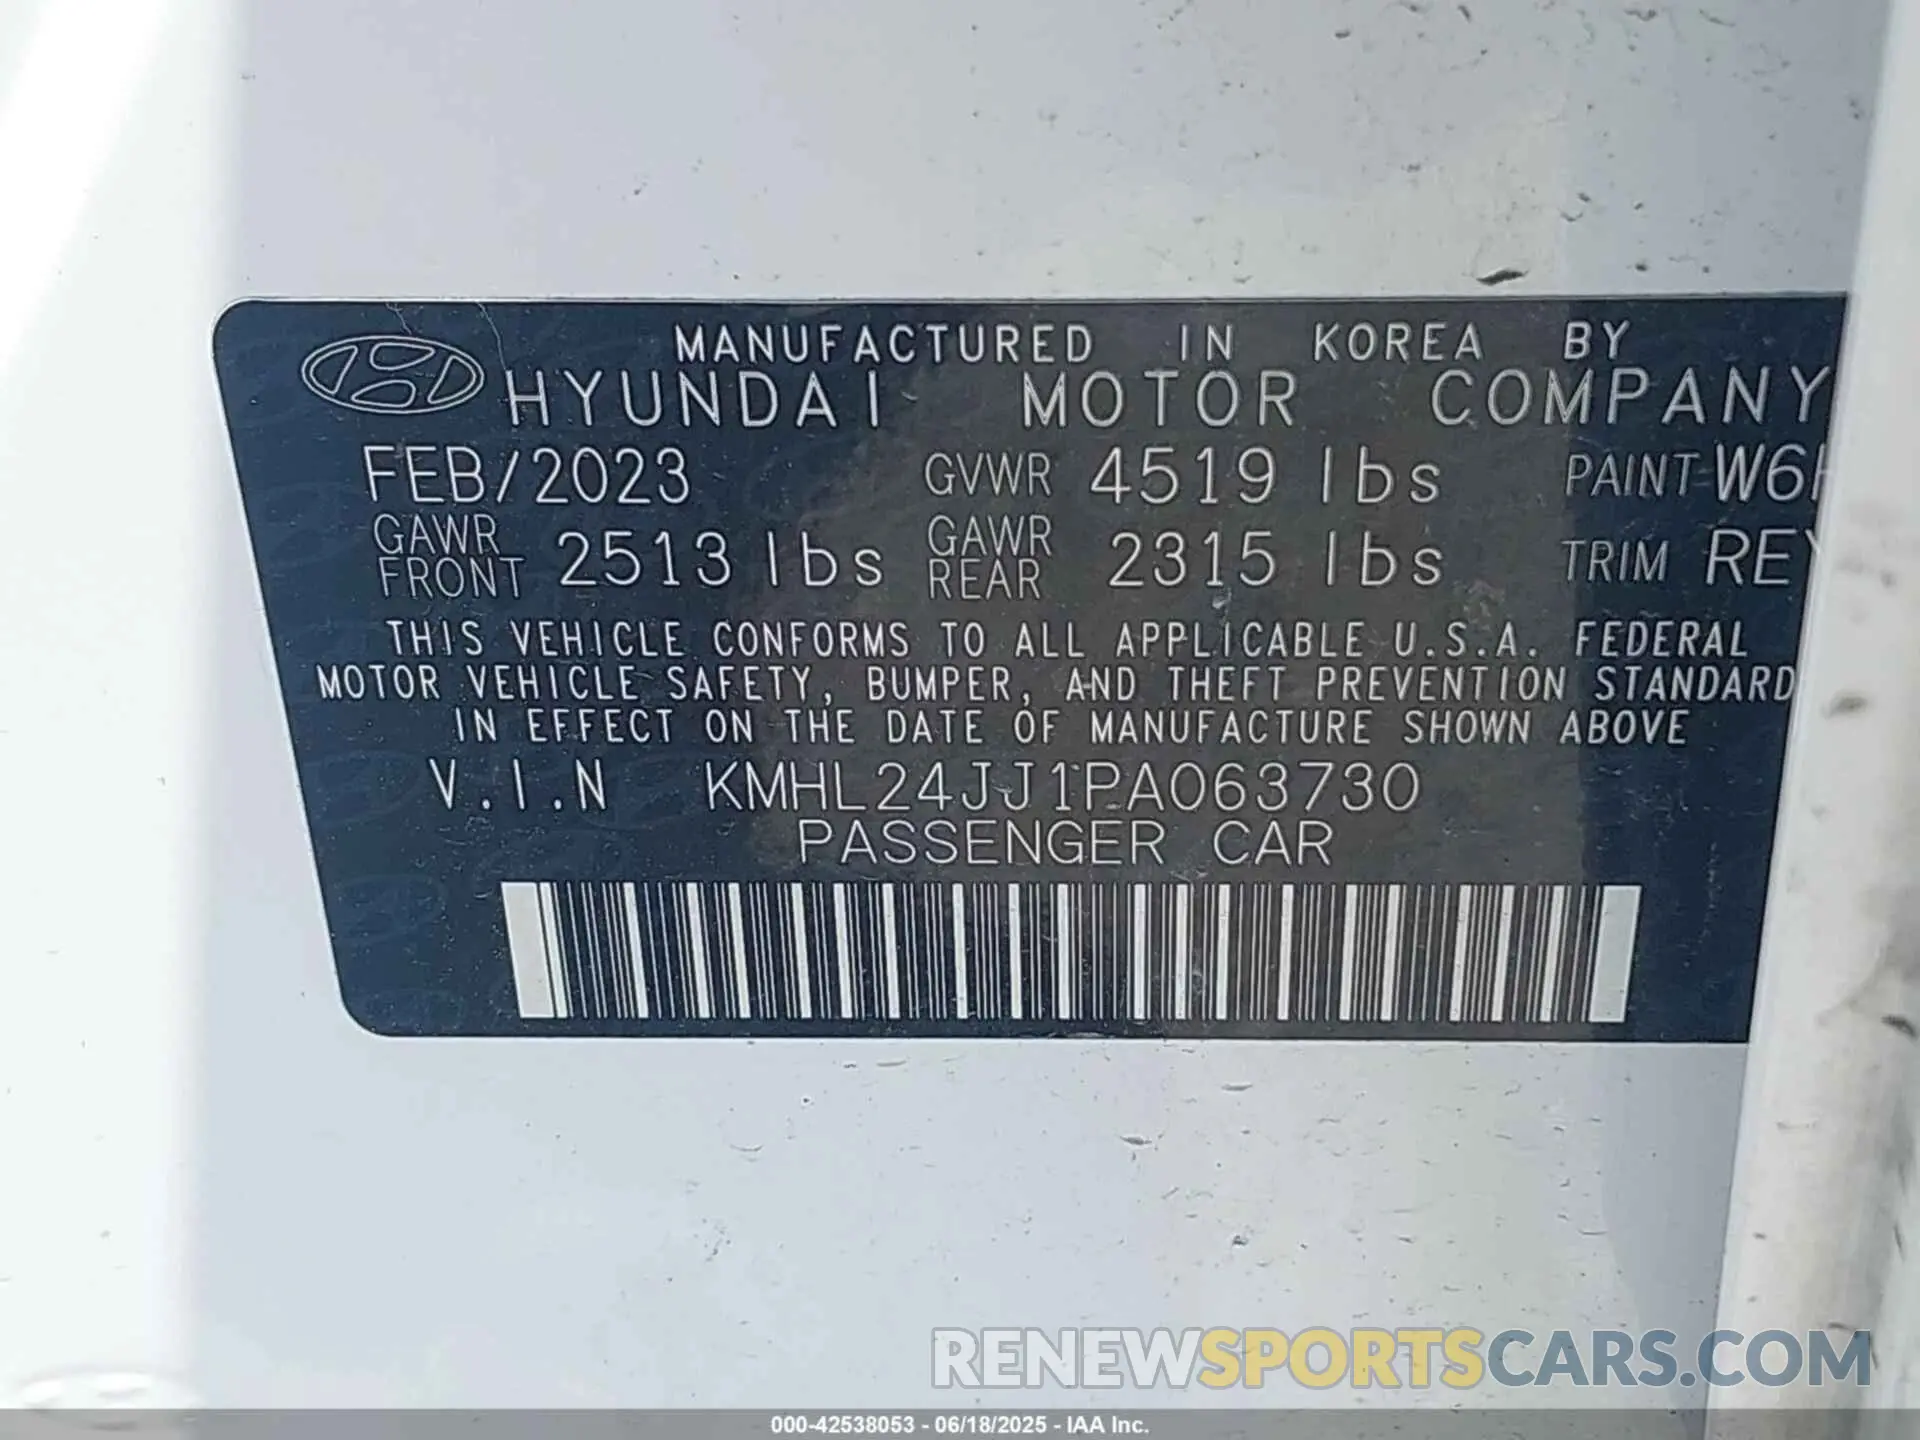 MANUFACTURED IN KOREA BY
HYUNDAI MOTOR COMPANY
FEB/2023 GVWR 4519 lbs PAINT W6
GAWR FRONT 2513 lbs GAWR REAR 2315 lbs TRIM RE
THIS VEHICLE CONFORMS TO ALL APPLICABLE U.S.A. FEDERAL
MOTOR VEHICLE SAFETY, BUMPER, AND THEFT PREVENTION STANDARD
IN EFFECT ON THE DATE OF MANUFACTURE SHOWN ABOVE
V.I.N KMHL24JJ1PA063730
PASSENGER CAR
RENEWSPORTSCARS.COM
000-42538053 - 06/18/2025 - IAA Inc.